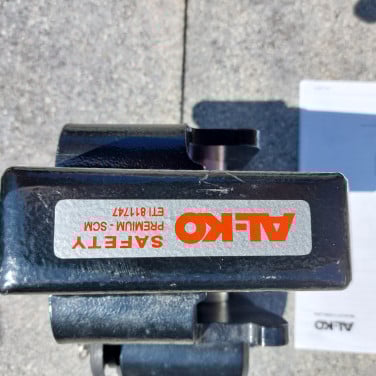 AL-KO
SAFETY
PREMIUM - SCM
ETI 811747
AL-KO